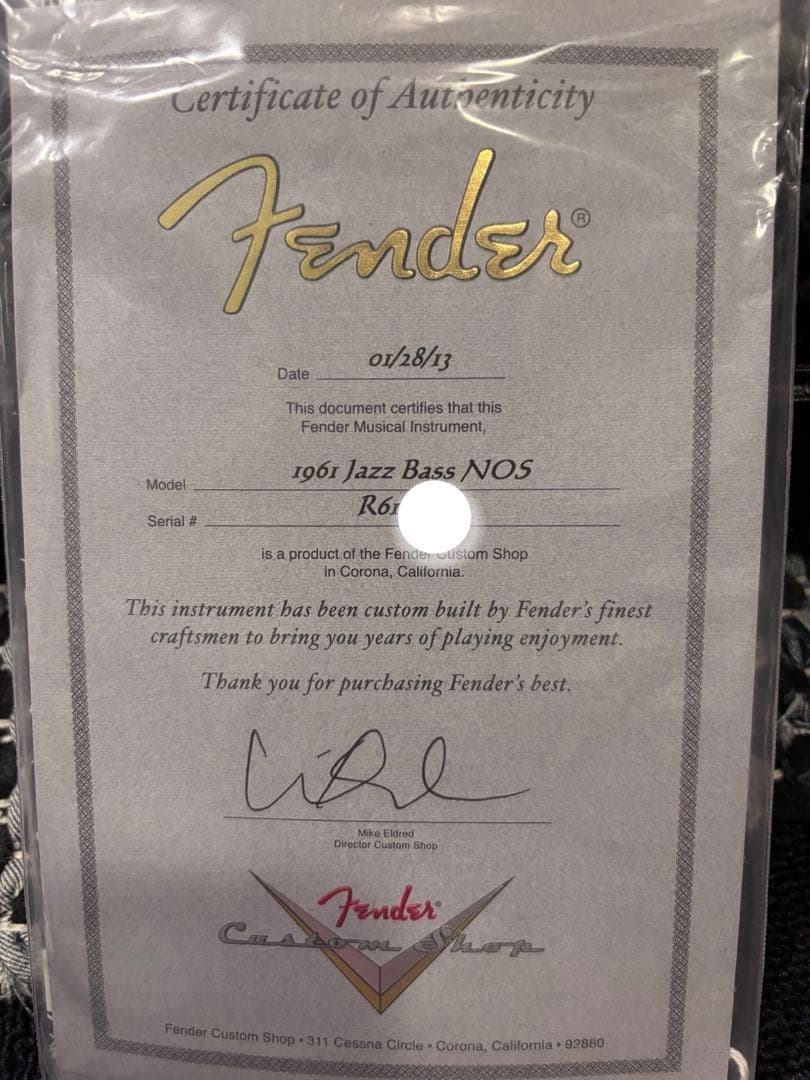 Certificate of Authenticity
Fender®
Date 01/28/13
This document certifies that this
Fender Musical Instrument,
Model 1961 Jazz Bass NOS
Serial # R61
is a product of the Fender Custom Shop
in Corona, California.
This instrument has been custom built by Fender's finest
craftsmen to bring you years of playing enjoyment.
Thank you for purchasing Fender's best.
Mike Eldred
Director Custom Shop
Fender®
Custom Shop
Fender Custom Shop • 311 Cessna Circle • Corona, California • 92880